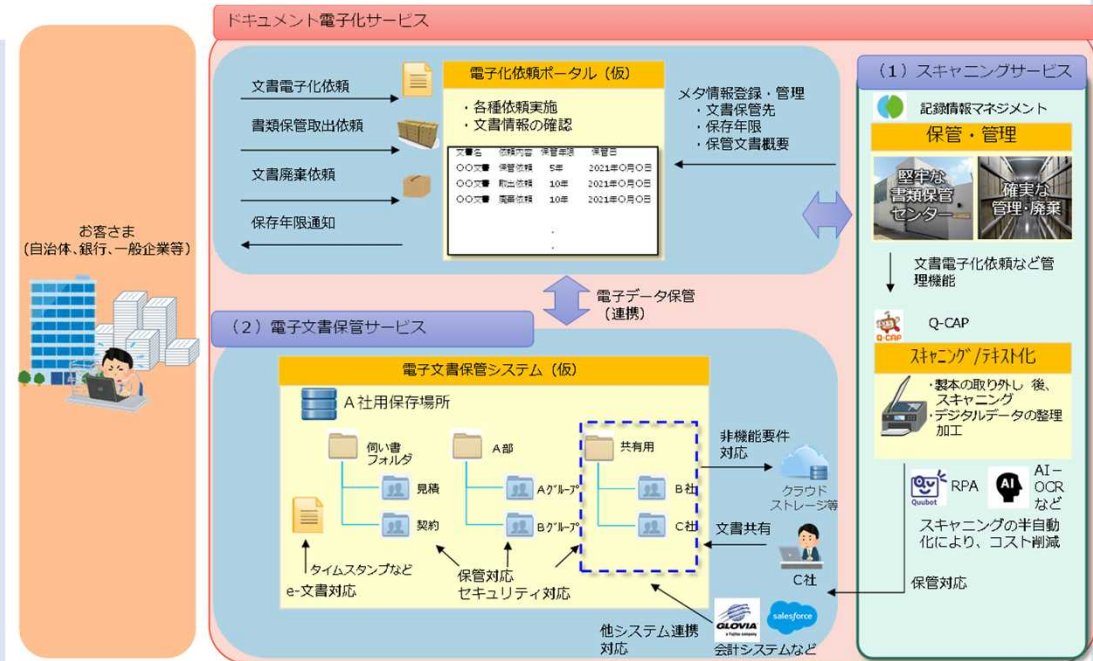 ドキュメント電子化サービス
お客さま
(自治体、銀行、一般企業等)
文書電子化依頼
書類保管取出依頼
文書廃棄依頼
保存年限通知
電子化依頼ポータル（仮）
・各種依頼実施
・文書情報の確認
文書名 依頼内容 保管年限 保管日
〇〇文書 保管依頼 5年 2021年〇月〇日
〇〇文書 取出依頼 10年 2021年〇月〇日
〇〇文書 廃棄依頼 10年 2021年〇月〇日
.
.
メタ情報登録・管理
・文書保管先
・保存年限
・保管文書概要
電子データ保管
（連携）
（１）スキャニングサービス
記録情報マネジメント
保管・管理
堅牢な
書類保管
センター
確実な
管理・廃棄
文書電子化依頼など管
理機能
Q-CAP
Q-CAP
スキャニング/テキスト化
・製本の取り外し 後、
スキャニング
・デジタルデータの整理
加工
Quubot
RPA
AI
AI－
OCR
など
スキャニングの半自動
化により、コスト削減
保管対応
（２）電子文書保管サービス
電子文書保管システム（仮）
Ａ社用保存場所
伺い書
フォルダ
見積
契約
Ａ部
Ａグループ
Ｂグループ
共有用
Ｂ社
Ｃ社
タイムスタンプなど
e-文書対応
保管対応
セキュリティ対応
非機能要件
対応
クラウド
ストレージ等
文書共有
Ｃ社
他システム連携
対応
GLOVIA
a Fujitsu company
salesforce
会計システムなど